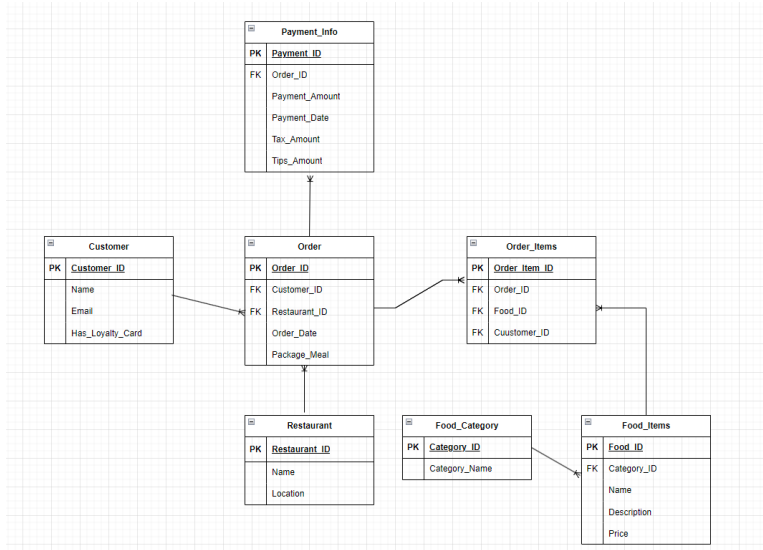 Payment_Info
PK Payment_ID
FK Order_ID
Payment_Amount
Payment_Date
Tax_Amount
Tips_Amount
Customer
PK Customer_ID
Name
Email
Has_Loyalty_Card
Order
PK Order_ID
FK Customer_ID
FK Restaurant_ID
Order_Date
Package_Meal
Order_Items
PK Order_Item_ID
FK Order_ID
FK Food_ID
FK Cuustomer_ID
Restaurant
PK Restaurant_ID
Name
Location
Food_Category
PK Category_ID
Category_Name
Food_Items
PK Food_ID
FK Category_ID
Name
Description
Price